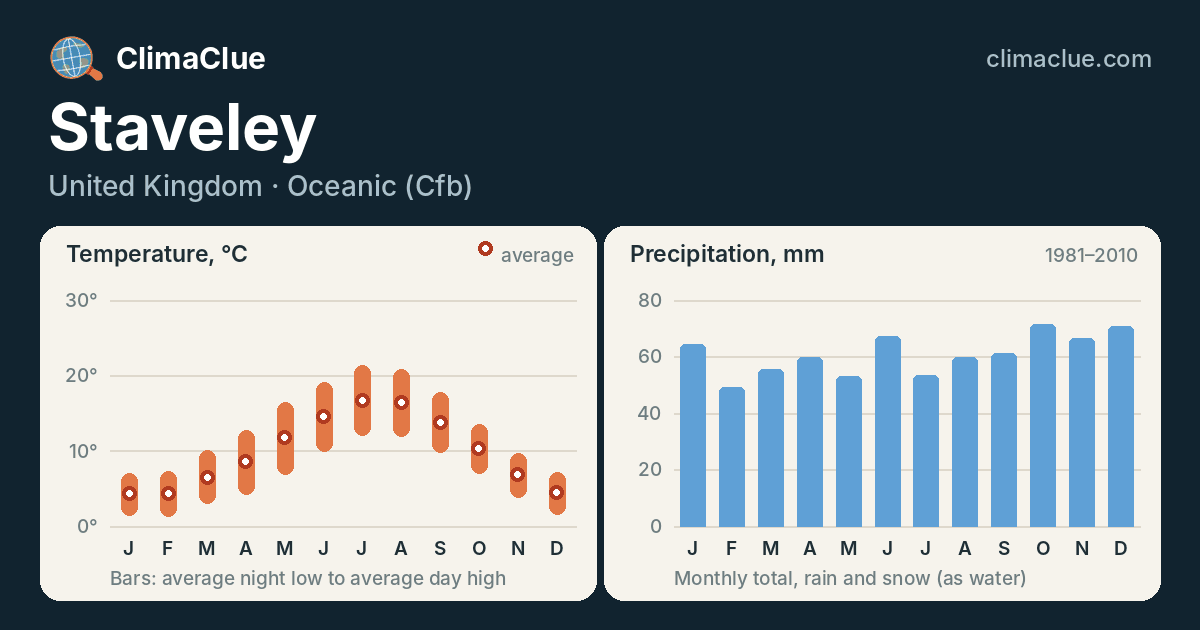 ClimaClue
climaclue.com
Staveley
United Kingdom · Oceanic (Cfb)
Temperature, °C
average
30°
20°
10°
0°
J F M A M J J A S O N D
Bars: average night low to average day high
Precipitation, mm
1981–2010
80
60
40
20
0
J F M A M J J A S O N D
Monthly total, rain and snow (as water)